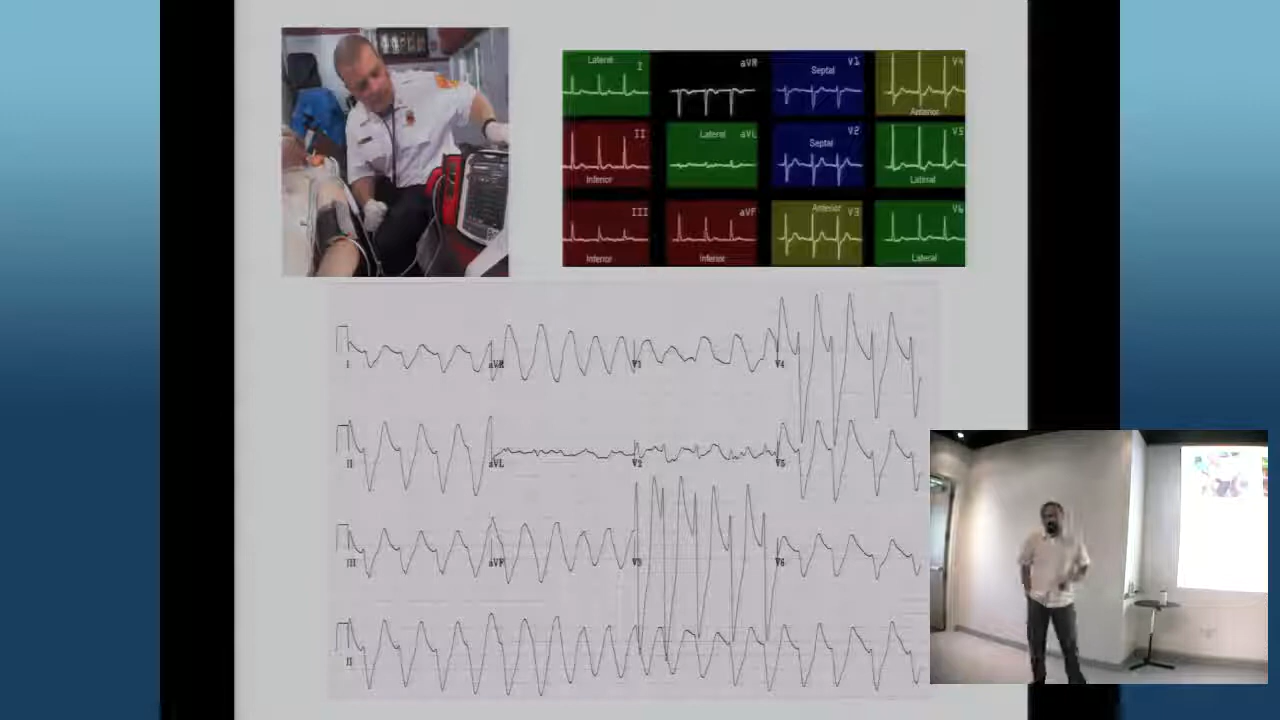 Lateral I
aVR
V1
Septal
V4
Anterior
II
Inferior
Lateral aVL
V2
Septal
V5
Lateral
III
Inferior
aVF
Inferior
Anterior V3
V6
Lateral
I
aVR
V1
V4
II
aVL
V2
V5
III
aVF
V3
V6
II